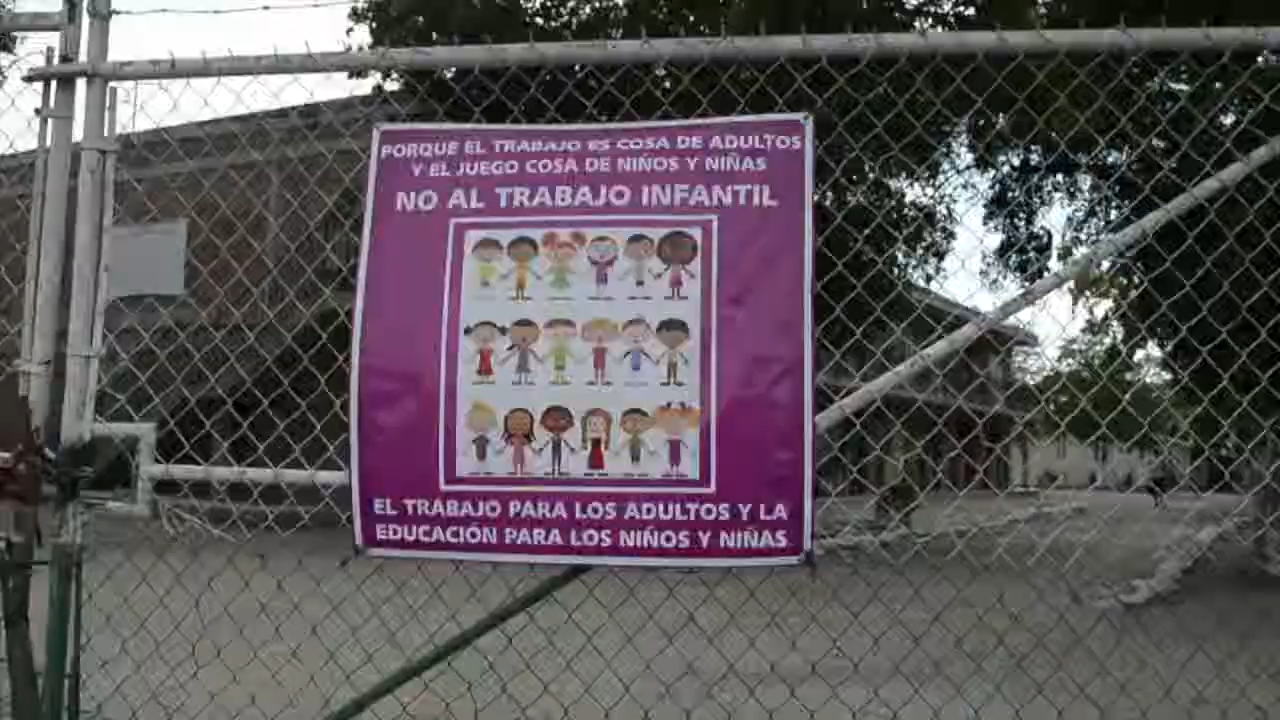 PORQUE EL TRABAJO ES COSA DE ADULTOS
Y EL JUEGO COSA DE NIÑOS Y NIÑAS
NO AL TRABAJO INFANTIL
EL TRABAJO PARA LOS ADULTOS Y LA
EDUCACIÓN PARA LOS NIÑOS Y NIÑAS